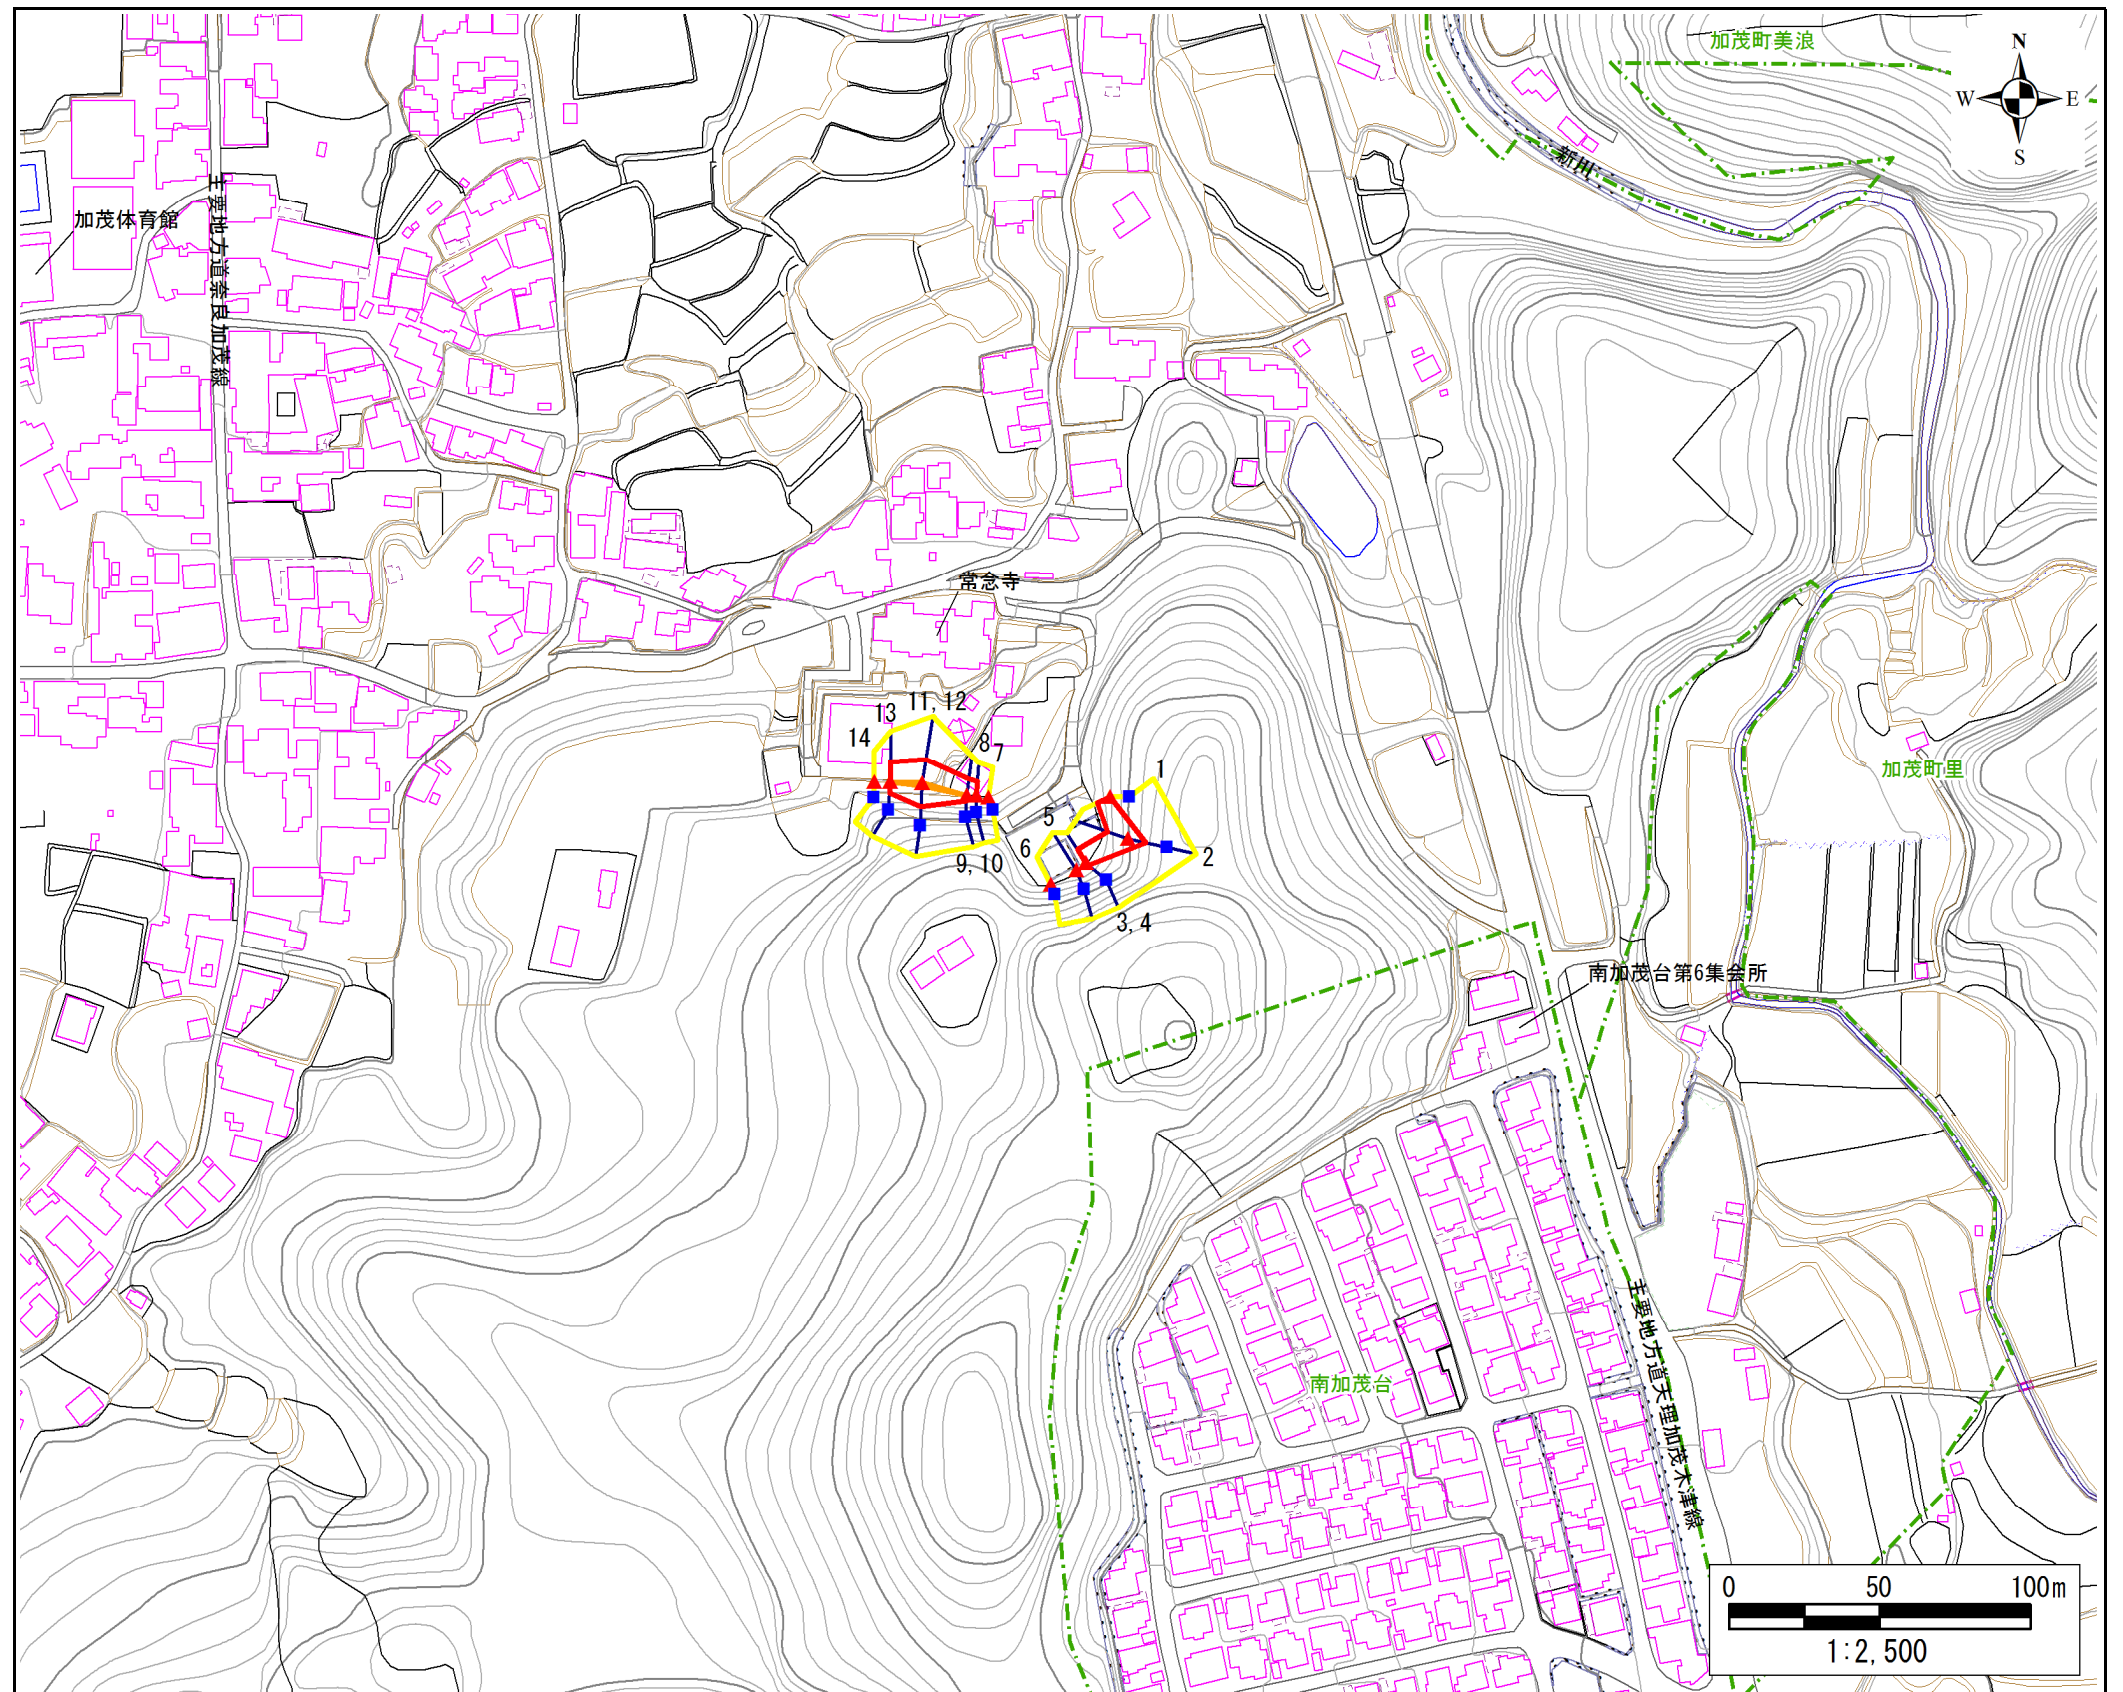 加茂町美浪
N
W
E
S
新川
加茂体育館
主要地方道奈良加茂線
常念寺
11, 12
13
14
8
7
1
加茂町里
5
6
2
9, 10
3, 4
南加茂台第6集会所
主要地方道天理加茂木津線
南加茂台
0 50 100m
1:2,500